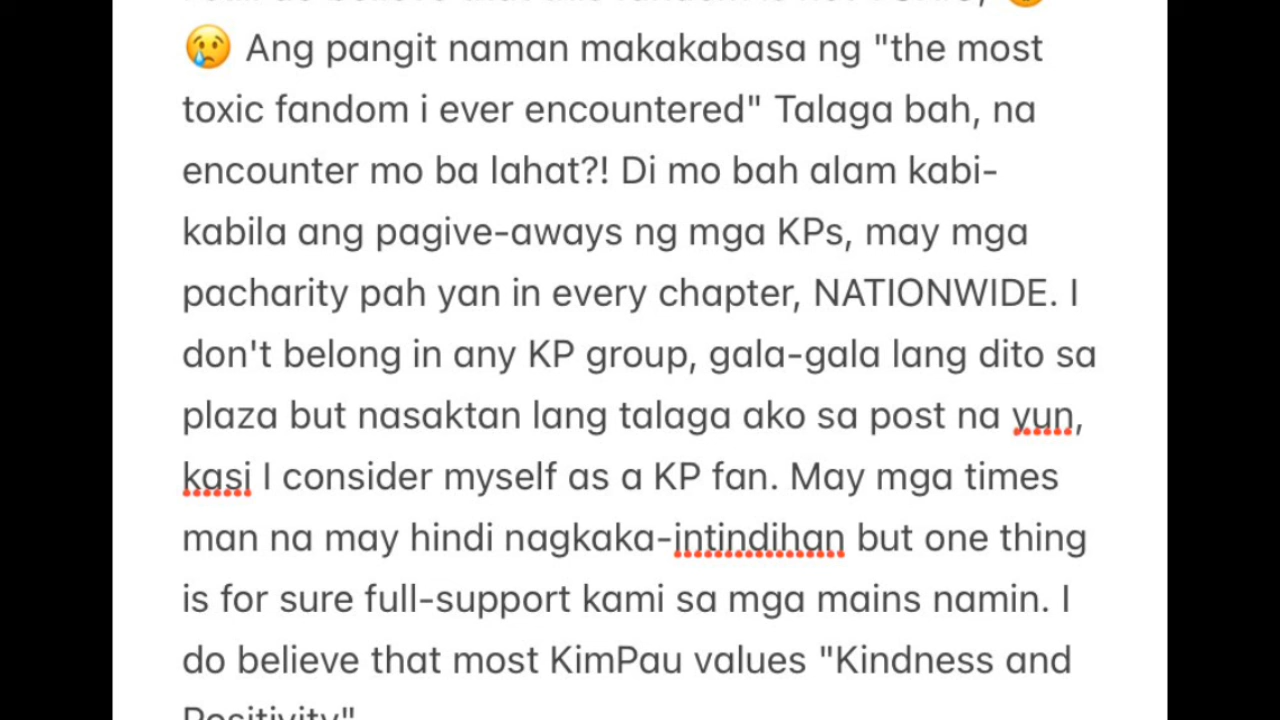 😢 Ang pangit naman makakabasa ng "the most
toxic fandom i ever encountered" Talaga bah, na
encounter mo ba lahat?! Di mo bah alam kabi-
kabila ang pagive-aways ng mga KPs, may mga
pacharity pah yan in every chapter, NATIONWIDE. I
don't belong in any KP group, gala-gala lang dito sa
plaza but nasaktan lang talaga ako sa post na yun,
kasi I consider myself as a KP fan. May mga times
man na may hindi nagkaka-intindihan but one thing
is for sure full-support kami sa mga mains namin. I
do believe that most KimPau values "Kindness and
Positivity"